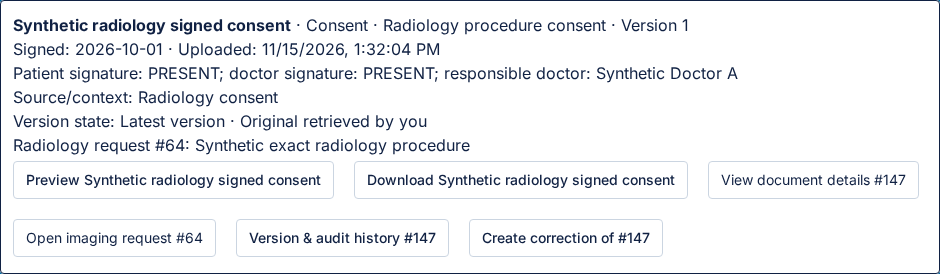 Synthetic radiology signed consent · Consent · Radiology procedure consent · Version 1
Signed: 2026-10-01 · Uploaded: 11/15/2026, 1:32:04 PM
Patient signature: PRESENT; doctor signature: PRESENT; responsible doctor: Synthetic Doctor A
Source/context: Radiology consent
Version state: Latest version · Original retrieved by you
Radiology request #64: Synthetic exact radiology procedure
Preview Synthetic radiology signed consent Download Synthetic radiology signed consent View document details #147
Open imaging request #64 Version & audit history #147 Create correction of #147